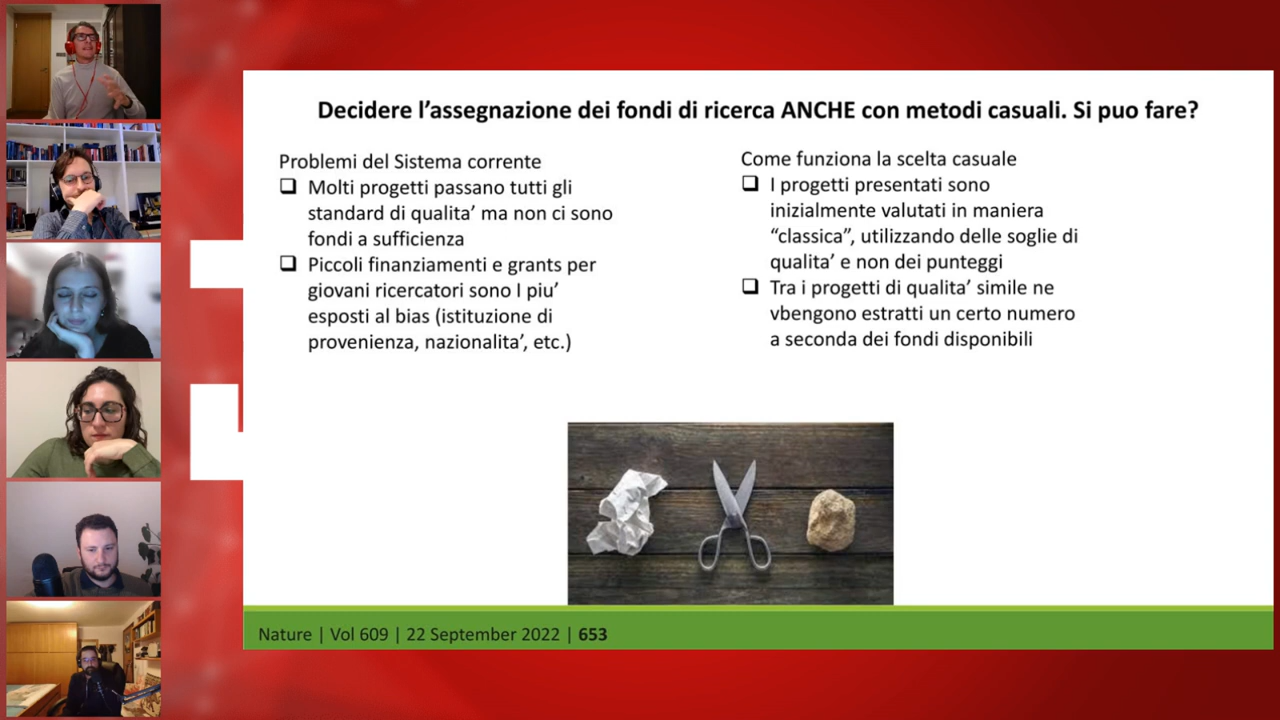 Decidere l’assegnazione dei fondi di ricerca ANCHE con metodi casuali. Si puo fare?
Problemi del Sistema corrente
❑ Molti progetti passano tutti gli
standard di qualita’ ma non ci sono
fondi a sufficienza
❑ Piccoli finanziamenti e grants per
giovani ricercatori sono I piu’
esposti al bias (istituzione di
provenienza, nazionalita’, etc.)
Come funziona la scelta casuale
❑ I progetti presentati sono
inizialmente valutati in maniera
“classica”, utilizzando delle soglie di
qualita’ e non dei punteggi
❑ Tra i progetti di qualita’ simile ne
vbengono estratti un certo numero
a seconda dei fondi disponibili
Nature | Vol 609 | 22 September 2022 | 653